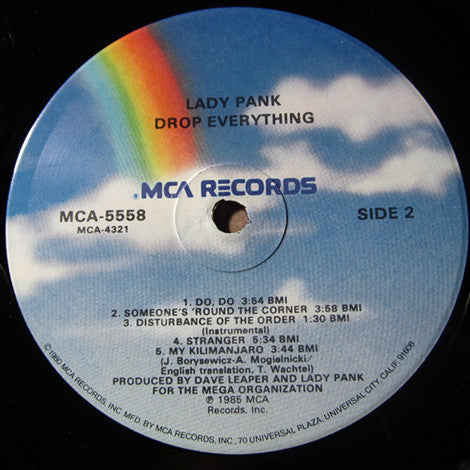 LADY PANK
DROP EVERYTHING
®MCA RECORDS
MCA-5558
MCA-4321
SIDE 2
1. DO, DO 3:54 BMI
2. SOMEONE'S 'ROUND THE CORNER 3:58 BMI
3. DISTURBANCE OF THE ORDER 1:30 BMI
(Instrumental)
4. STRANGER 5:34 BMI
5. MY KILIMANJARO 3:44 BMI
(J. Borysewicz-A. Mogielnicki/
English translation, T. Wachtel)
PRODUCED BY DAVE LEAPER AND LADY PANK
FOR THE MEGA ORGANIZATION
℗ 1985 MCA
Records, Inc.
©1980 MCA RECORDS, INC. MFD. BY MCA RECORDS, INC., 70 UNIVERSAL PLAZA, UNIVERSAL CITY, CALIF. 91608